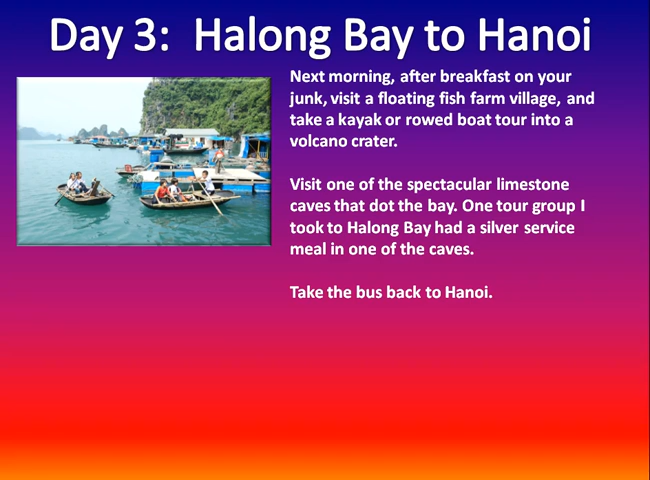 Day 3:  Halong Bay to Hanoi
Next morning, after breakfast on your
junk, visit a floating fish farm village, and
take a kayak or rowed boat tour into a
volcano crater.
Visit one of the spectacular limestone
caves that dot the bay. One tour group I
took to Halong Bay had a silver service
meal in one of the caves.
Take the bus back to Hanoi.